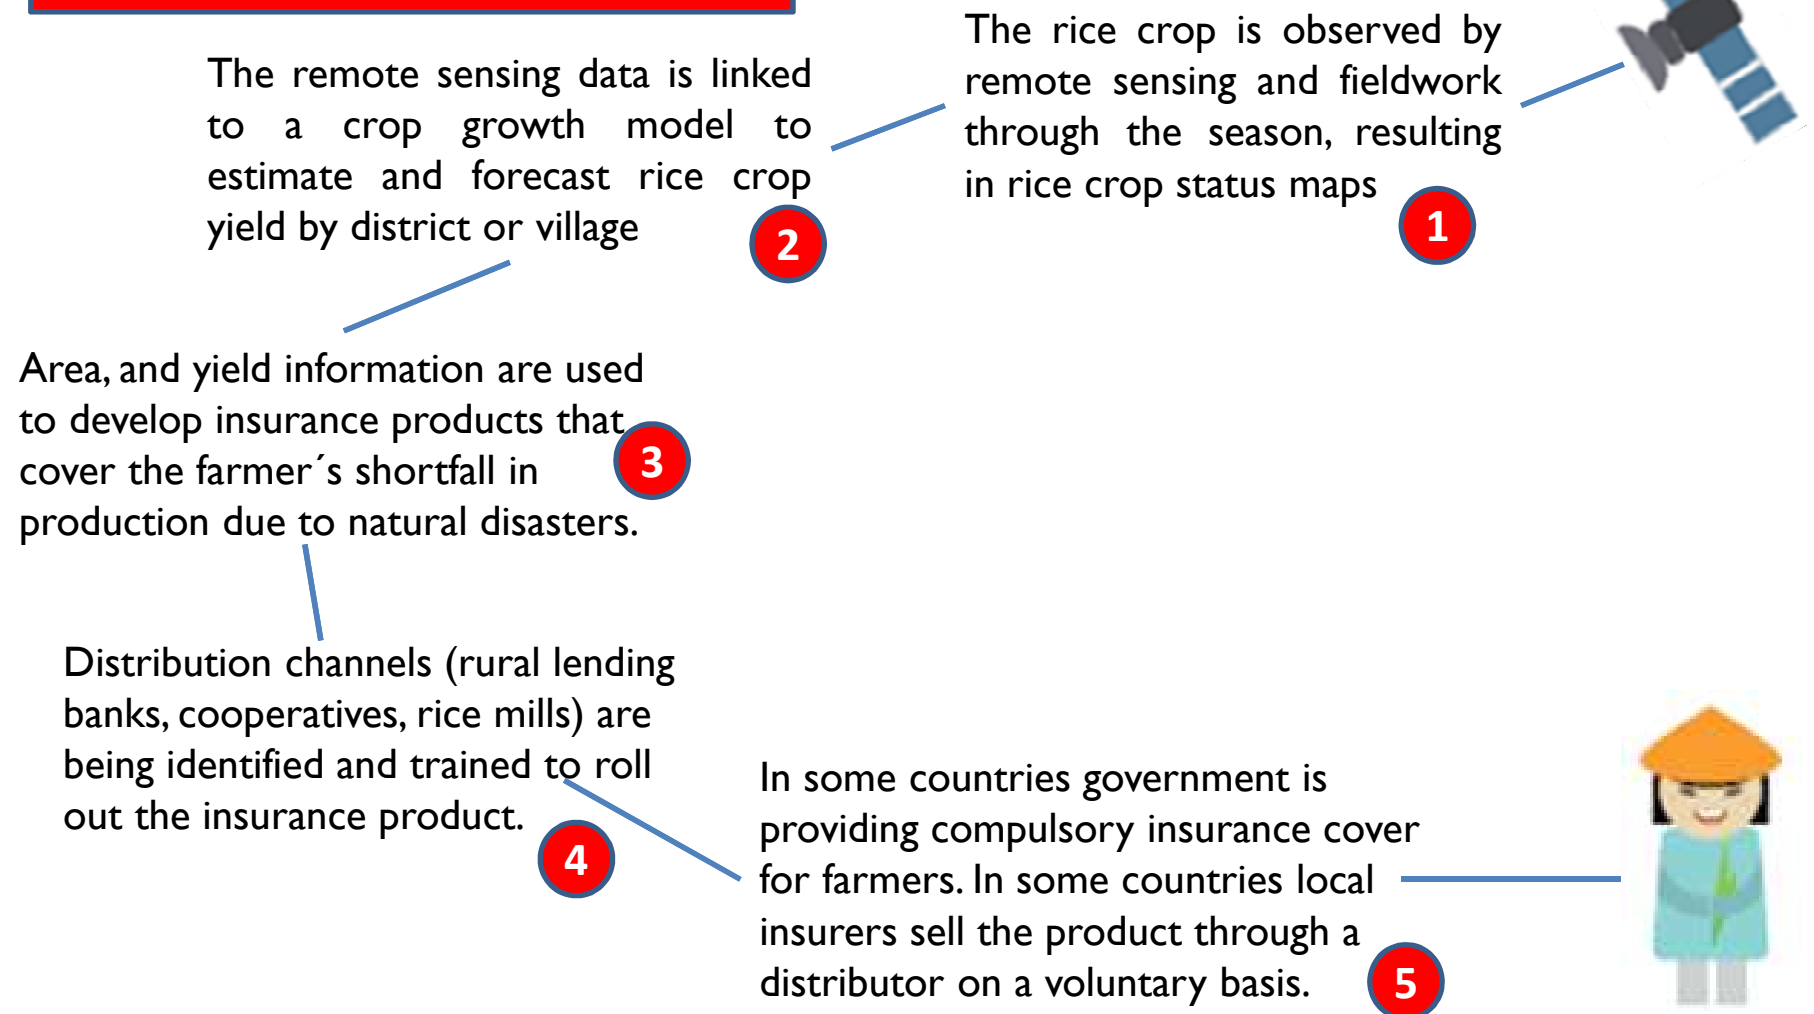 The rice crop is observed by
remote sensing and fieldwork
through the season, resulting
in rice crop status maps
1
The remote sensing data is linked
to a crop growth model to
estimate and forecast rice crop
yield by district or village
2
Area, and yield information are used
to develop insurance products that
cover the farmer´s shortfall in
production due to natural disasters.
3
Distribution channels (rural lending
banks, cooperatives, rice mills) are
being identified and trained to roll
out the insurance product.
4
In some countries government is
providing compulsory insurance cover
for farmers. In some countries local
insurers sell the product through a
distributor on a voluntary basis.
5